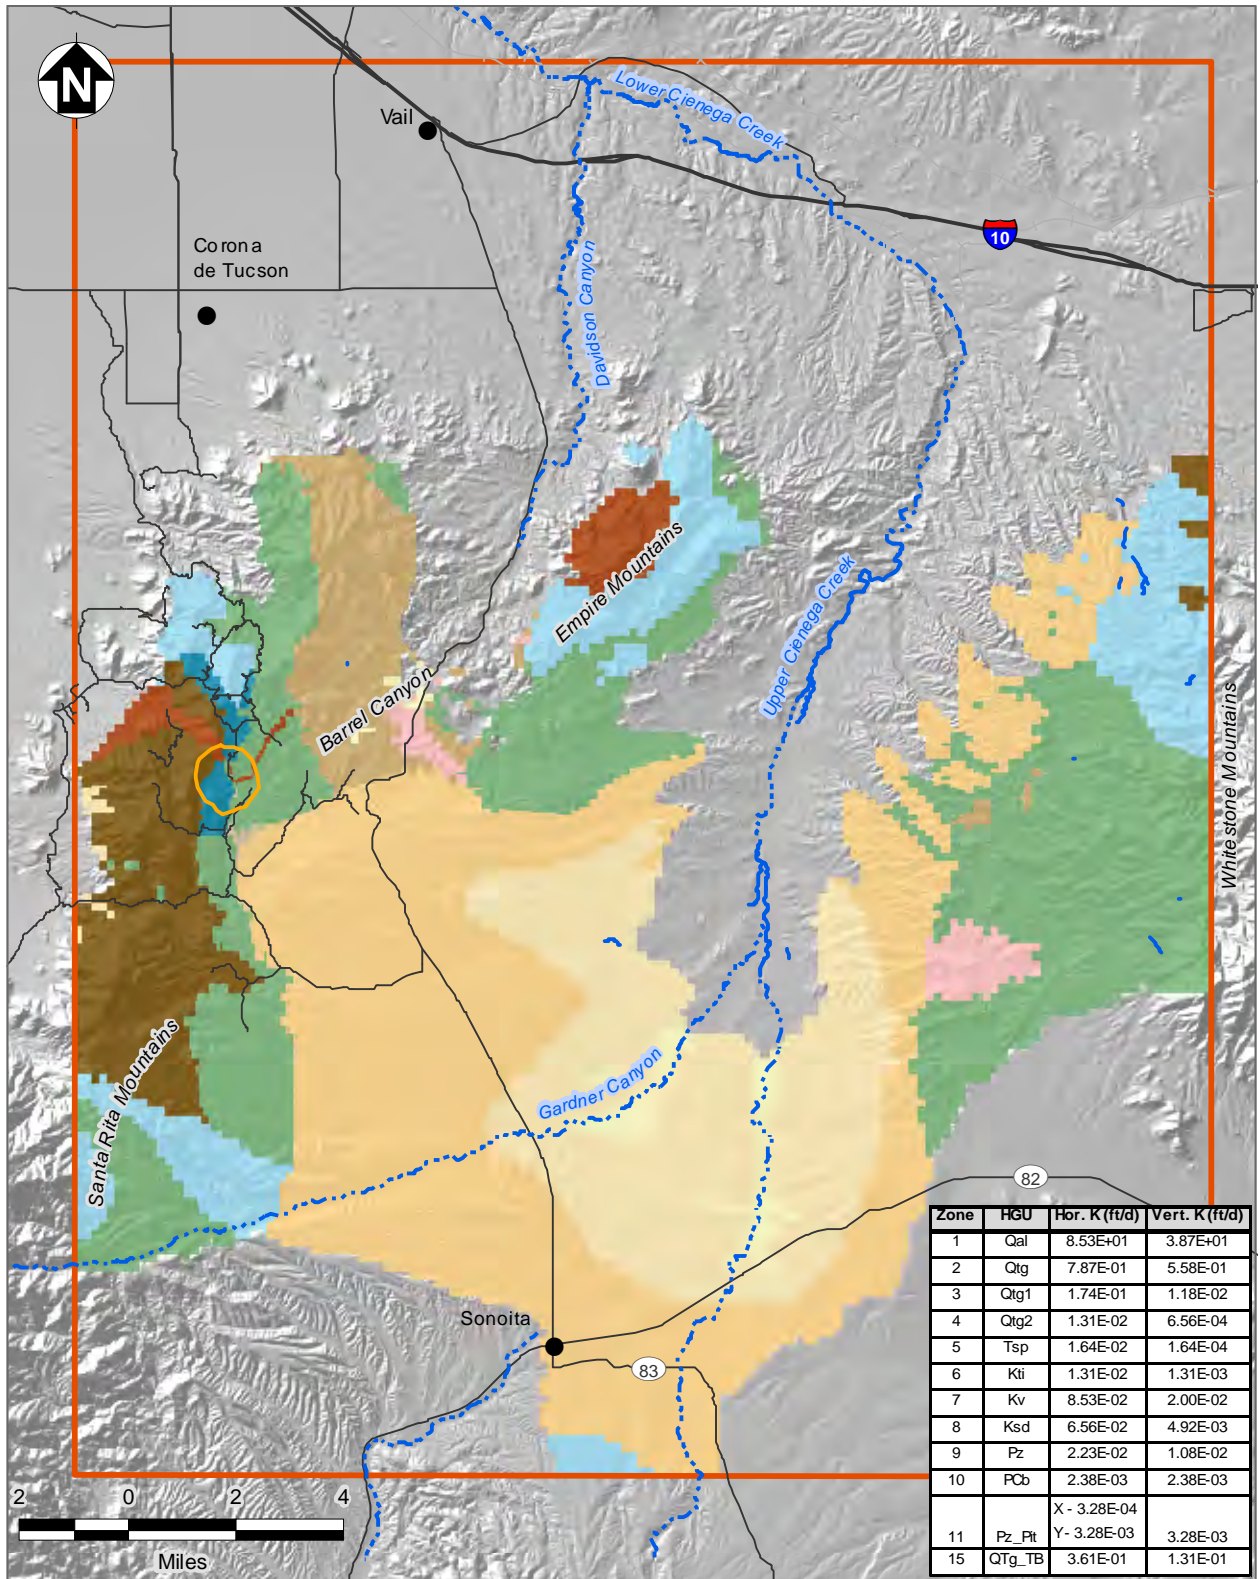 N
Lower Cienega Creek
Vail
10
Corona
de Tucson
Davidson Canyon
Empire Mountains
Upper Cienega Creek
Barrel Canyon
Whitestone Mountains
Santa Rita Mountains
Gardner Canyon
82
Sonoita
83
2 0 2 4
Miles
Zone HGU Hor. K (ft/d) Vert. K (ft/d)
1 Qal 8.53E+01 3.87E+01
2 Qtg 7.87E-01 5.58E-01
3 Qtg1 1.74E-01 1.18E-02
4 Qtg2 1.31E-02 6.56E-04
5 Tsp 1.64E-02 1.64E-04
6 Kti 1.31E-02 1.31E-03
7 Kv 8.53E-02 2.00E-02
8 Ksd 6.56E-02 4.92E-03
9 Pz 2.23E-02 1.08E-02
10 PCb 2.38E-03 2.38E-03
X - 3.28E-04
Y - 3.28E-03
11 Pz_Pit 3.28E-03
15 QTg_TB 3.61E-01 1.31E-01